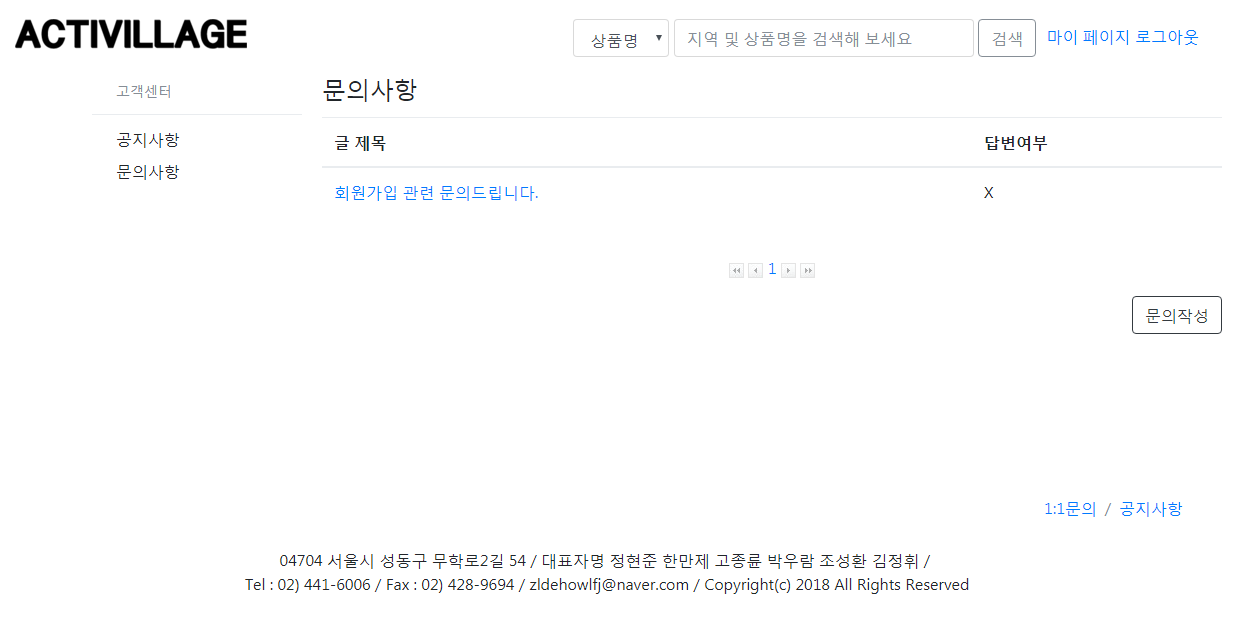 ACTIVILLAGE
상품명 지역 및 상품명을 검색해 보세요 검색 마이 페이지 로그아웃
고객센터
공지사항
문의사항
문의사항
글 제목 답변여부
회원가입 관련 문의드립니다. X
1
문의작성
1:1문의 / 공지사항
04704 서울시 성동구 무학로2길 54 / 대표자명 정현준 한만제 고종륜 박우람 조성환 김정휘 /
Tel : 02) 441-6006 / Fax : 02) 428-9694 / zldehowlfj@naver.com / Copyright(c) 2018 All Rights Reserved